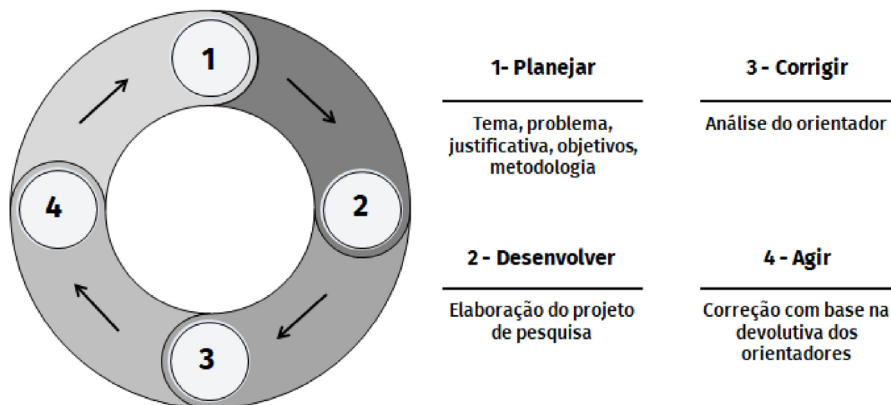 1
2
3
4
1- Planejar
Tema, problema,
justificativa, objetivos,
metodologia
3 - Corrigir
Análise do orientador
2 - Desenvolver
Elaboração do projeto
de pesquisa
4 - Agir
Correção com base na
devolutiva dos
orientadores